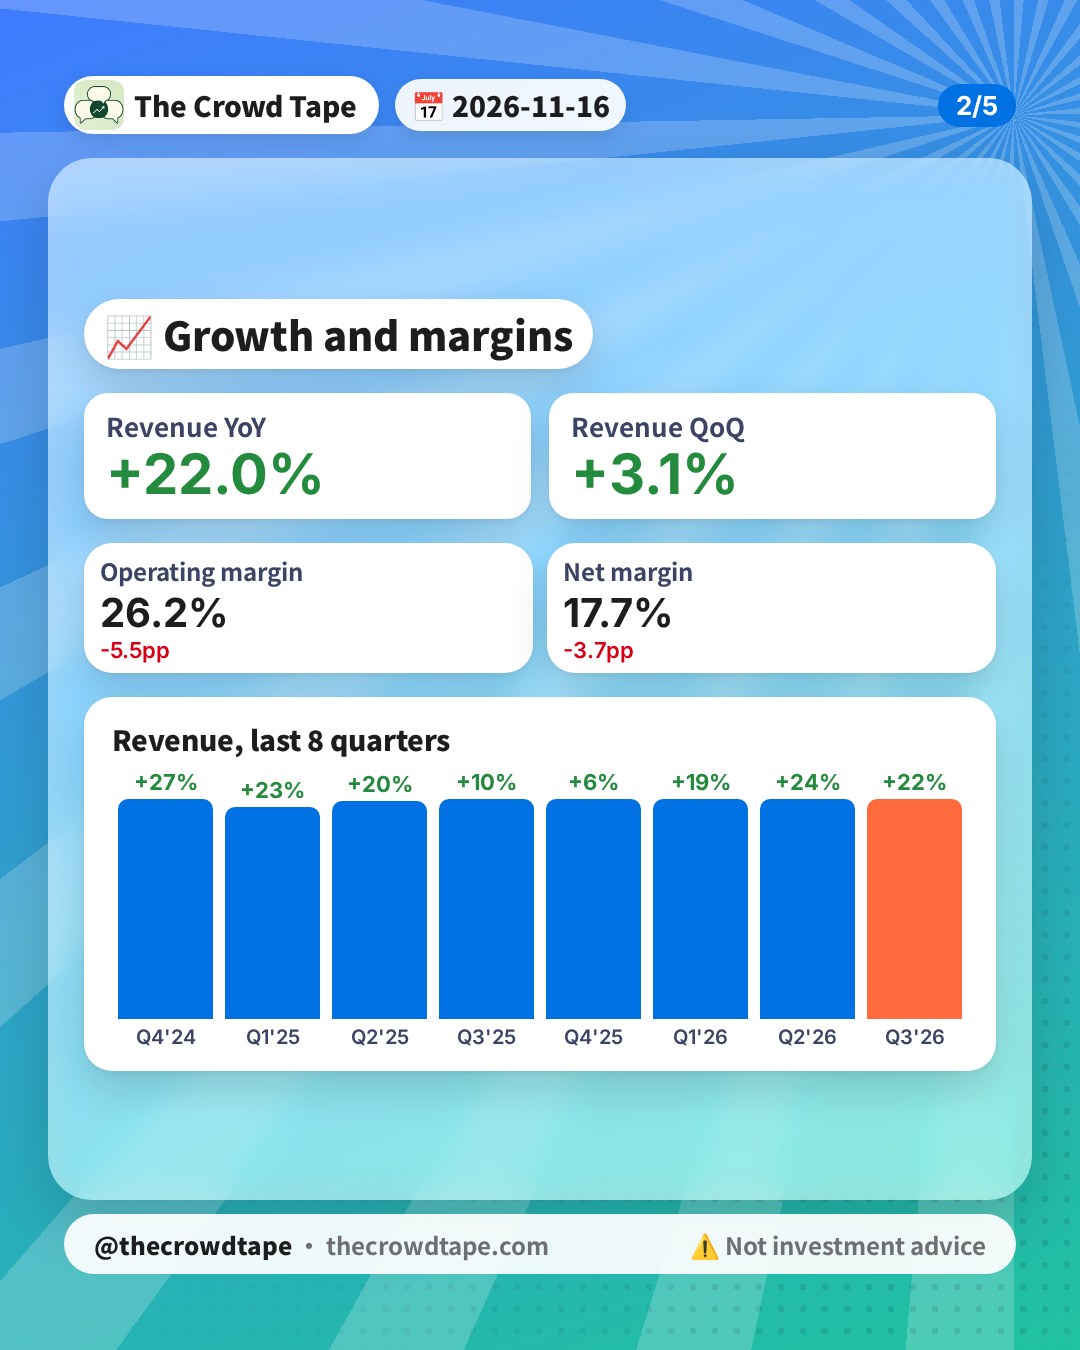 The Crowd Tape
2026-11-16
2/5
Growth and margins
Revenue YoY
+22.0%
Revenue QoQ
+3.1%
Operating margin
26.2%
-5.5pp
Net margin
17.7%
-3.7pp
Revenue, last 8 quarters
+27% +23% +20% +10% +6% +19% +24% +22%
Q4'24 Q1'25 Q2'25 Q3'25 Q4'25 Q1'26 Q2'26 Q3'26
@thecrowdtape • thecrowdtape.com
Not investment advice